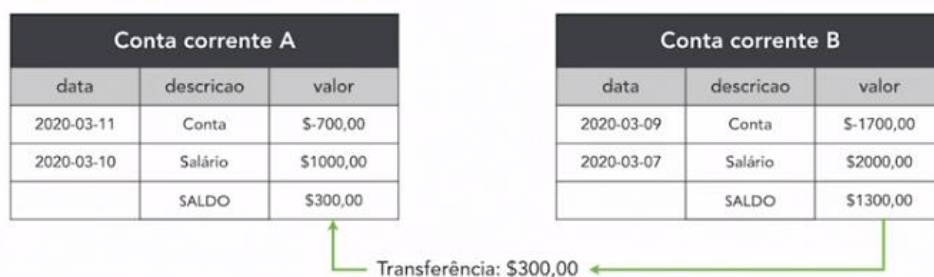 Conta corrente A
data descricao valor
2020-03-11 Conta $-700,00
2020-03-10 Salário $1000,00
SALDO $300,00
Conta corrente B
data descricao valor
2020-03-09 Conta $-1700,00
2020-03-07 Salário $2000,00
SALDO $1300,00
Transferência: $300,00